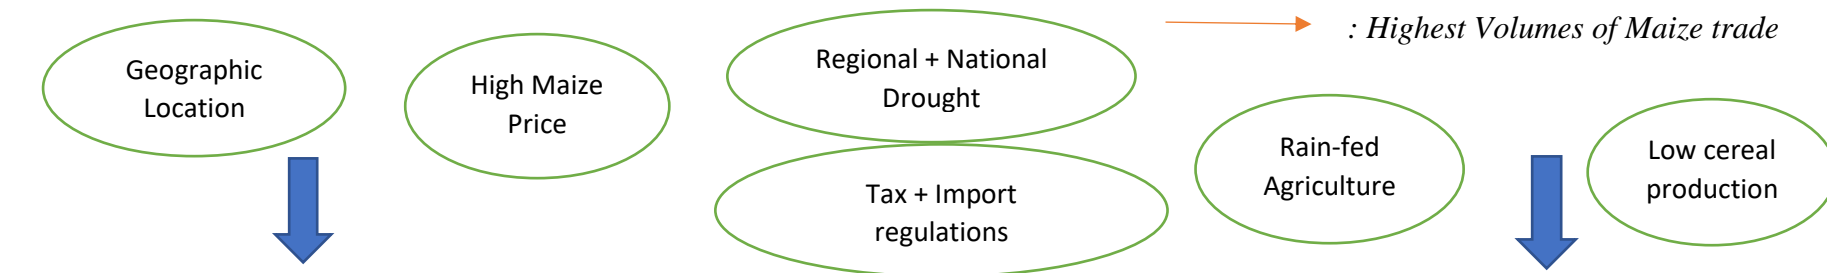 Geographic
Location
High Maize
Price
Regional + National
Drought
: Highest Volumes of Maize trade
Tax + Import
regulations
Rain-fed
Agriculture
Low cereal
production